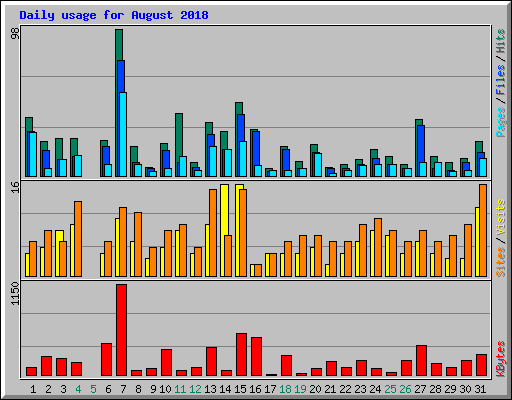 Daily usage for August 2018
98
Pages / Files / Hits
16
Sites / Visits
1150
KBytes
1 2 3 4 5 6 7 8 9 10 11 12 13 14 15 16 17 18 19 20 21 22 23 24 25 26 27 28 29 30 31